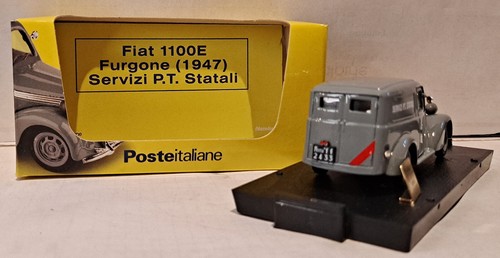 Fiat 1100E
Furgone (1947)
Servizi P.T. Statali
Posteitaliane